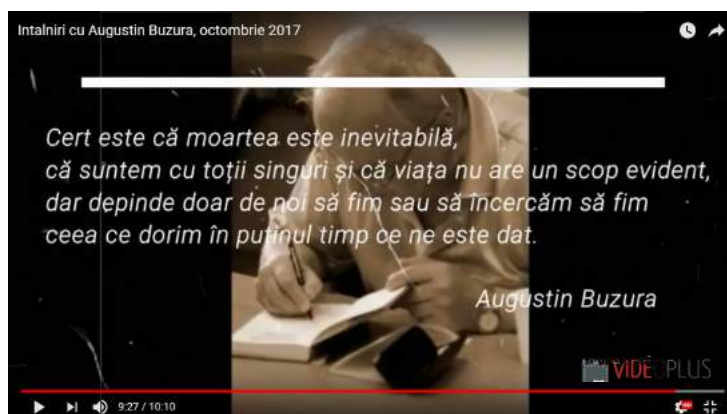 Intalniri cu Augustin Buzura, octombrie 2017
Cert este că moartea este inevitabilă,
că suntem cu toții singuri și că viața nu are un scop evident,
dar depinde doar de noi să fim sau să încercăm să fim
ceea ce dorim în puținul timp ce ne este dat.
Augustin Buzura
VIDEOPLUS
9:27 / 10:10